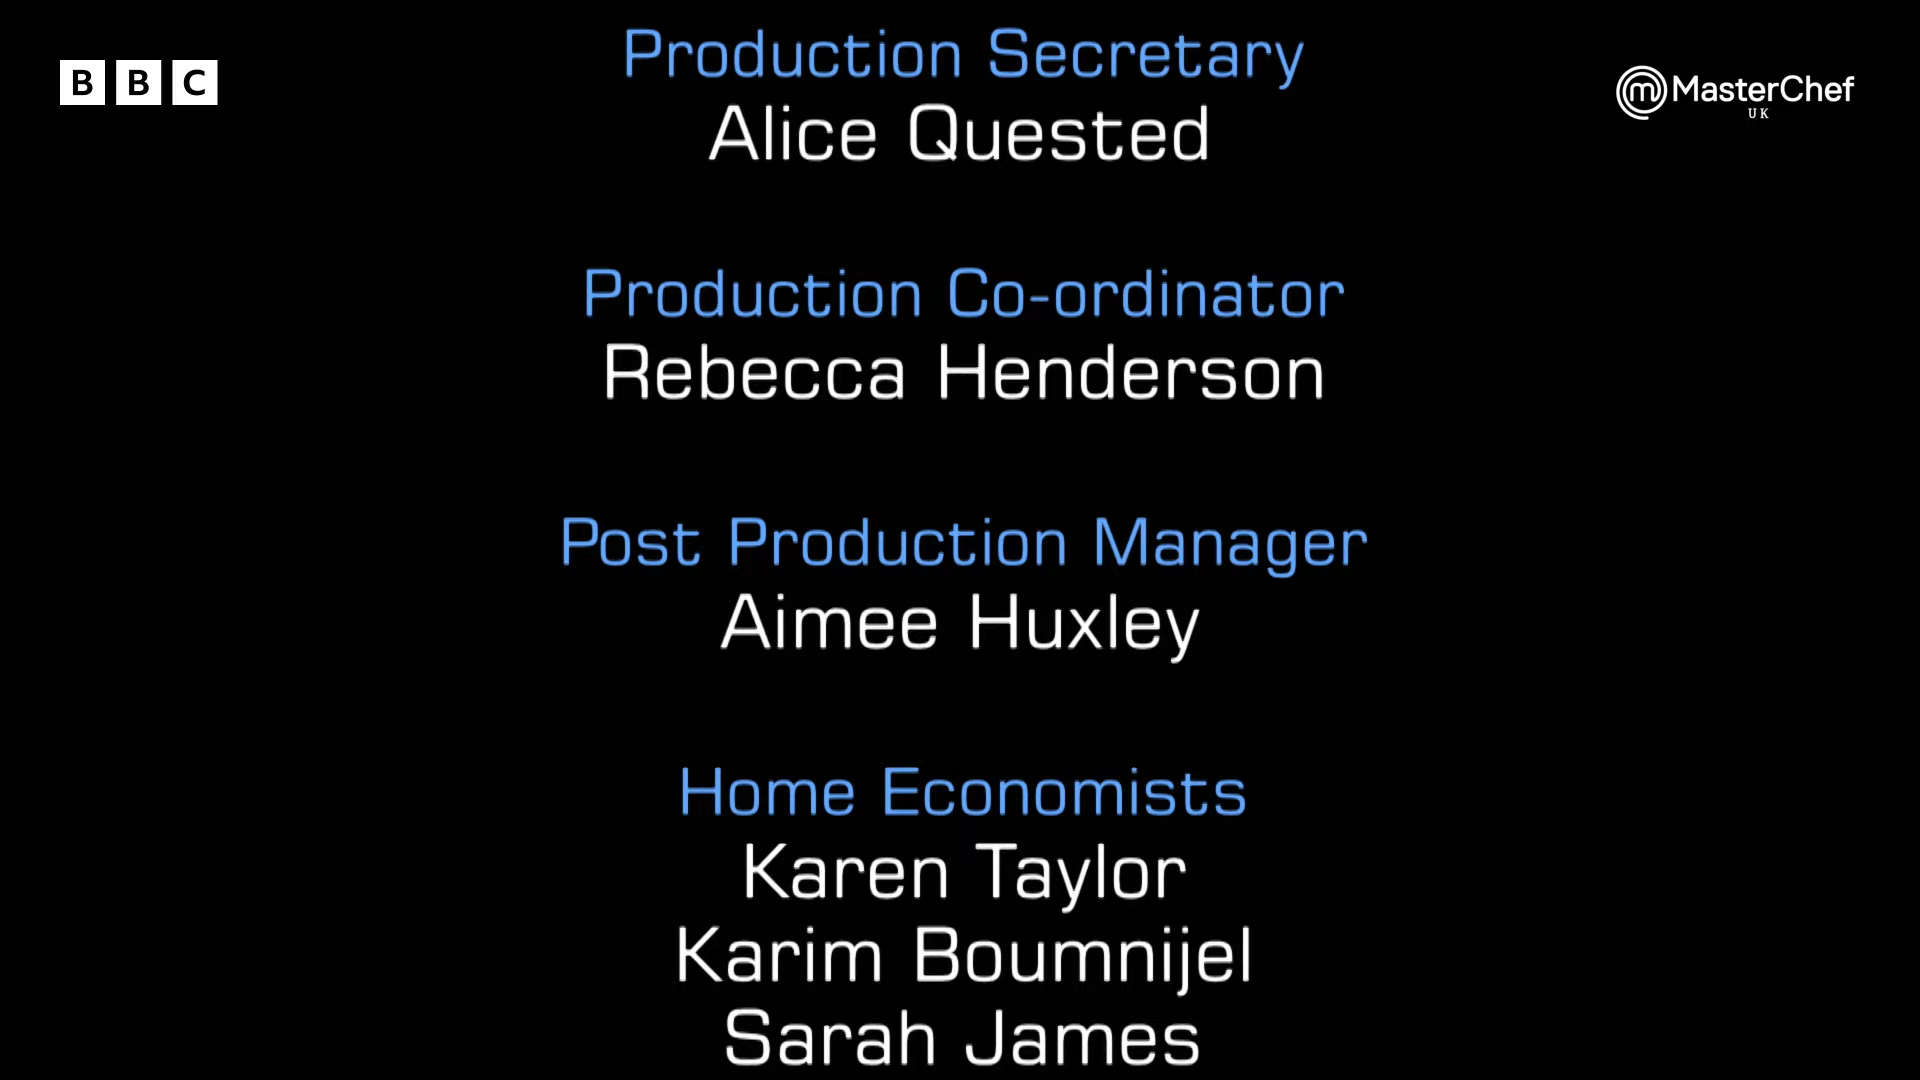 BBC
MasterChef
UK
Production Secretary
Alice Quested
Production Co-ordinator
Rebecca Henderson
Post Production Manager
Aimee Huxley
Home Economists
Karen Taylor
Karim Boumnijel
Sarah James